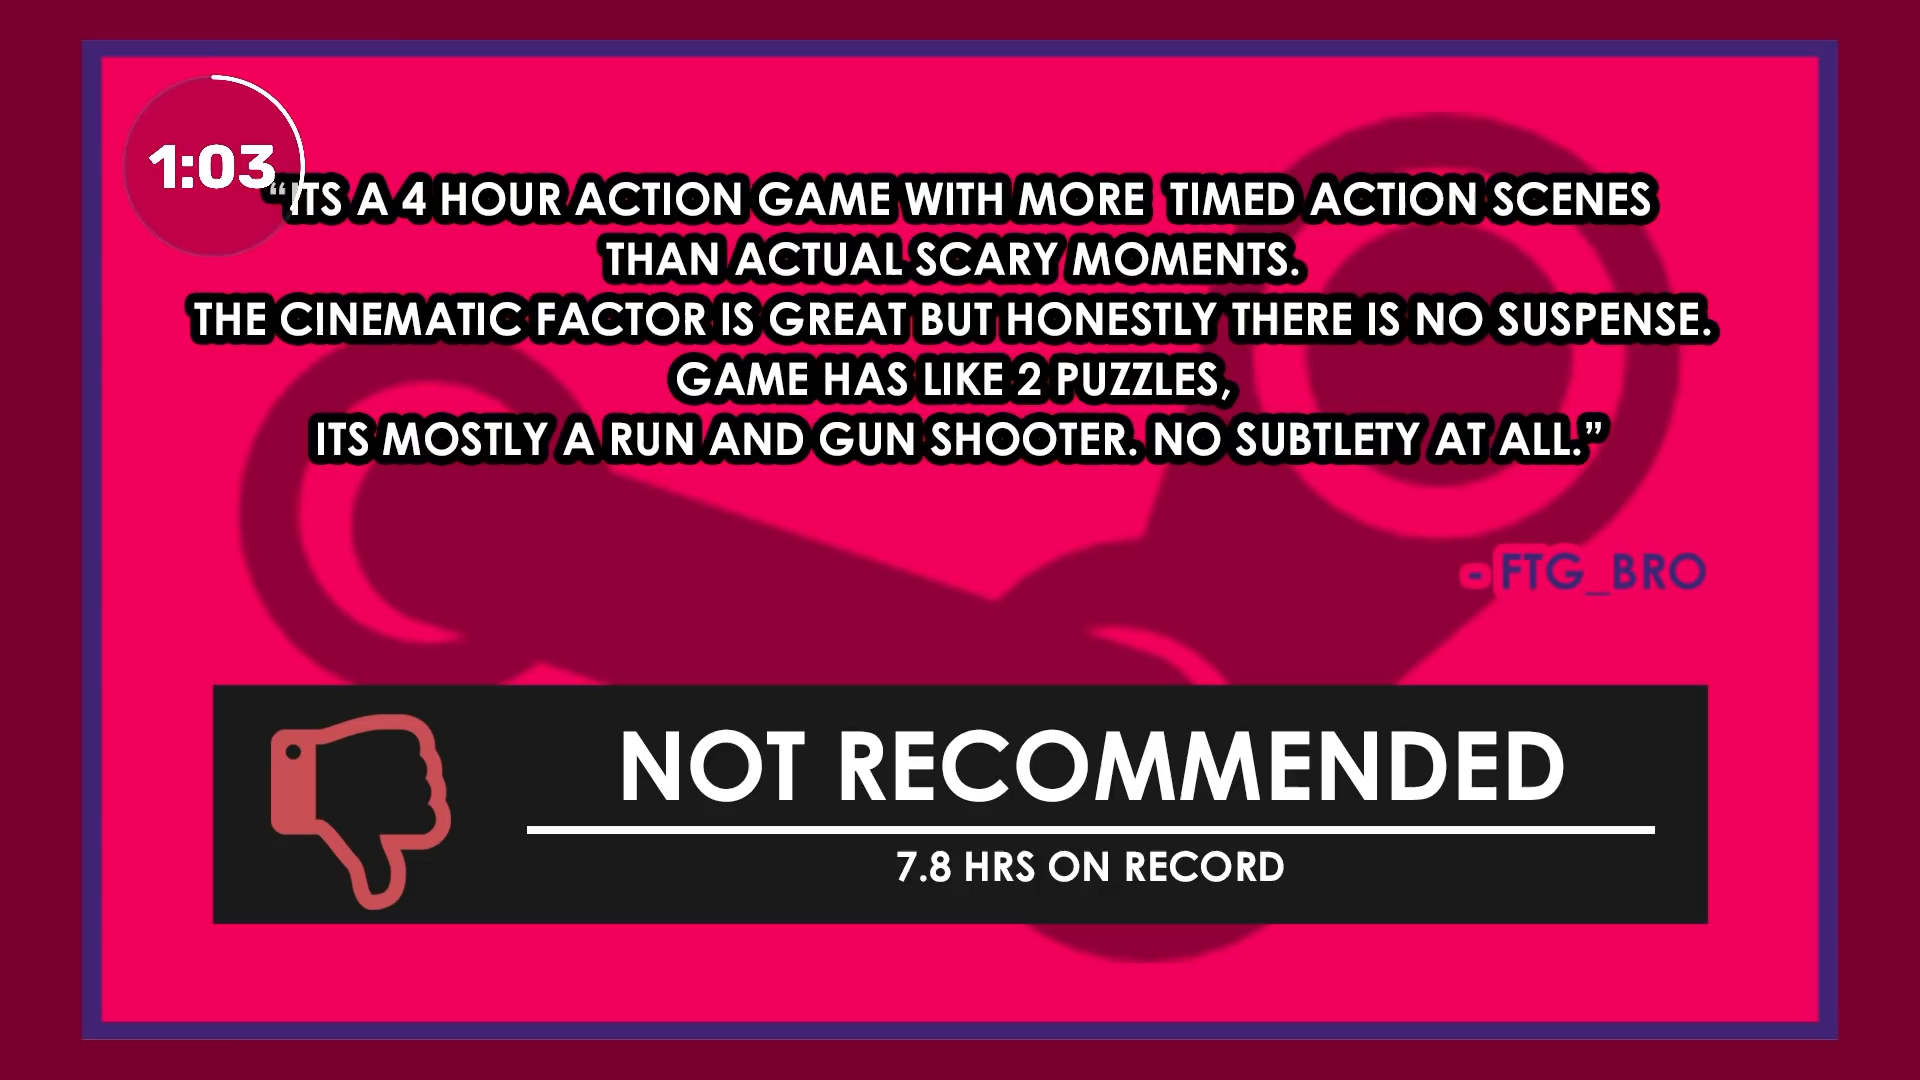 1:03
“ITS A 4 HOUR ACTION GAME WITH MORE TIMED ACTION SCENES
THAN ACTUAL SCARY MOMENTS.
THE CINEMATIC FACTOR IS GREAT BUT HONESTLY THERE IS NO SUSPENSE.
GAME HAS LIKE 2 PUZZLES,
ITS MOSTLY A RUN AND GUN SHOOTER. NO SUBTLETY AT ALL.”
- FTG_BRO
NOT RECOMMENDED
7.8 HRS ON RECORD